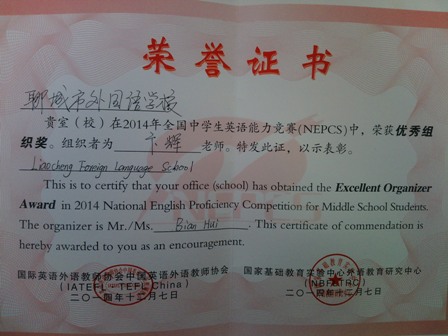 荣誉证书
聊城市外国语学校
贵室（校）在2014年全国中学生英语能力竞赛(NEPCS)中，荣获优秀组
织奖。组织者为 卞辉 老师。特发此证，以示表彰。
Liaocheng Foreign Language School
This is to certify that your office (school) has obtained the Excellent Organizer
Award in 2014 National English Proficiency Competition for Middle School Students.
The organizer is Mr./Ms. Bian Hui. This certificate of commendation is
hereby awarded to you as an encouragement.
国际英语外语教师协会中国英语外语教师协会 国家基础教育实验中心外语教育研究中心
(IATEFL TEFL China) (NBFLTRC)
二〇一四年十二月七日 二〇一四年十二月七日